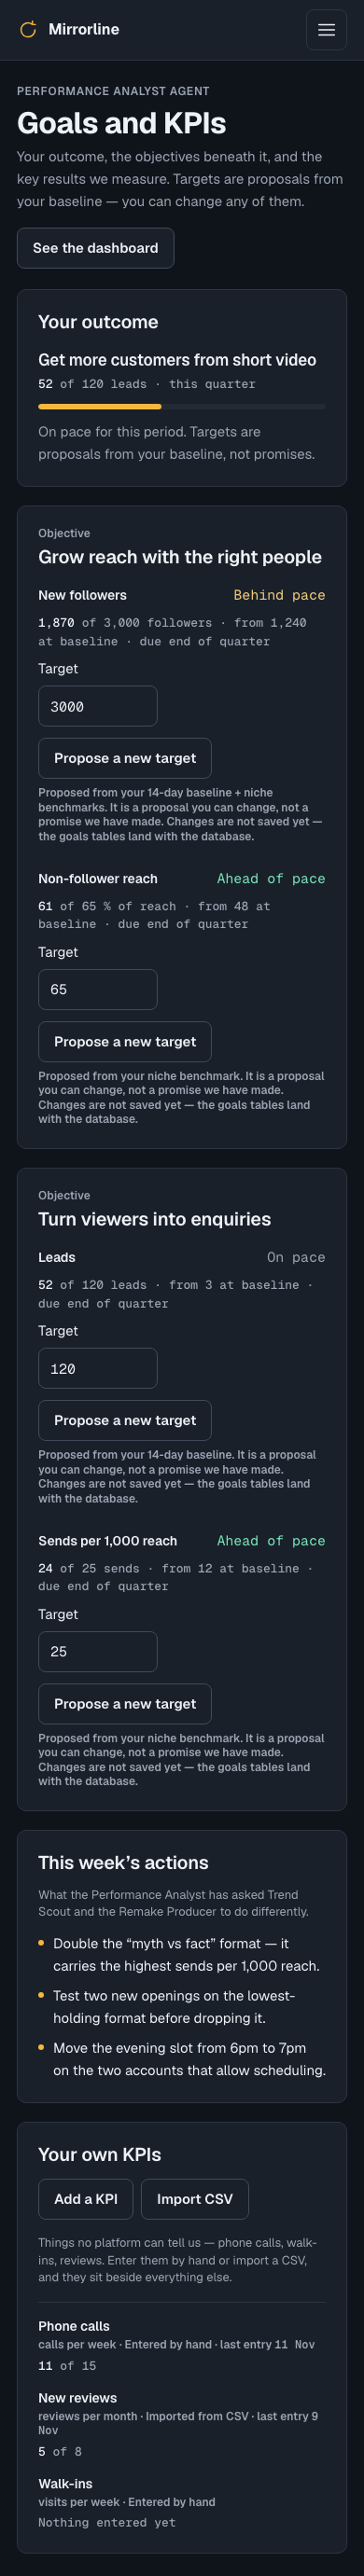 Mirrorline
PERFORMANCE ANALYST AGENT
Goals and KPIs
Your outcome, the objectives beneath it, and the
key results we measure. Targets are proposals from
your baseline — you can change any of them.
See the dashboard
Your outcome
Get more customers from short video
52 of 120 leads · this quarter
On pace for this period. Targets are
proposals from your baseline, not promises.
Objective
Grow reach with the right people
New followers Behind pace
1,870 of 3,000 followers · from 1,240
at baseline · due end of quarter
Target
3000
Propose a new target
Proposed from your 14-day baseline + niche
benchmarks. It is a proposal you can change, not a
promise we have made. Changes are not saved yet —
the goals tables land with the database.
Non-follower reach Ahead of pace
61 of 65 % of reach · from 48 at
baseline · due end of quarter
Target
65
Propose a new target
Proposed from your niche benchmark. It is a proposal
you can change, not a promise we have made.
Changes are not saved yet — the goals tables land
with the database.
Objective
Turn viewers into enquiries
Leads On pace
52 of 120 leads · from 3 at baseline ·
due end of quarter
Target
120
Propose a new target
Proposed from your 14-day baseline. It is a proposal
you can change, not a promise we have made.
Changes are not saved yet — the goals tables land
with the database.
Sends per 1,000 reach Ahead of pace
24 of 25 sends · from 12 at baseline ·
due end of quarter
Target
25
Propose a new target
Proposed from your niche benchmark. It is a proposal
you can change, not a promise we have made.
Changes are not saved yet — the goals tables land
with the database.
This week’s actions
What the Performance Analyst has asked Trend
Scout and the Remake Producer to do differently.
Double the “myth vs fact” format — it
carries the highest sends per 1,000 reach.
Test two new openings on the lowest-
holding format before dropping it.
Move the evening slot from 6pm to 7pm
on the two accounts that allow scheduling.
Your own KPIs
Add a KPI Import CSV
Things no platform can tell us — phone calls, walk-
ins, reviews. Enter them by hand or import a CSV,
and they sit beside everything else.
Phone calls
calls per week · Entered by hand · last entry 11 Nov
11 of 15
New reviews
reviews per month · Imported from CSV · last entry 9
Nov
5 of 8
Walk-ins
visits per week · Entered by hand
Nothing entered yet